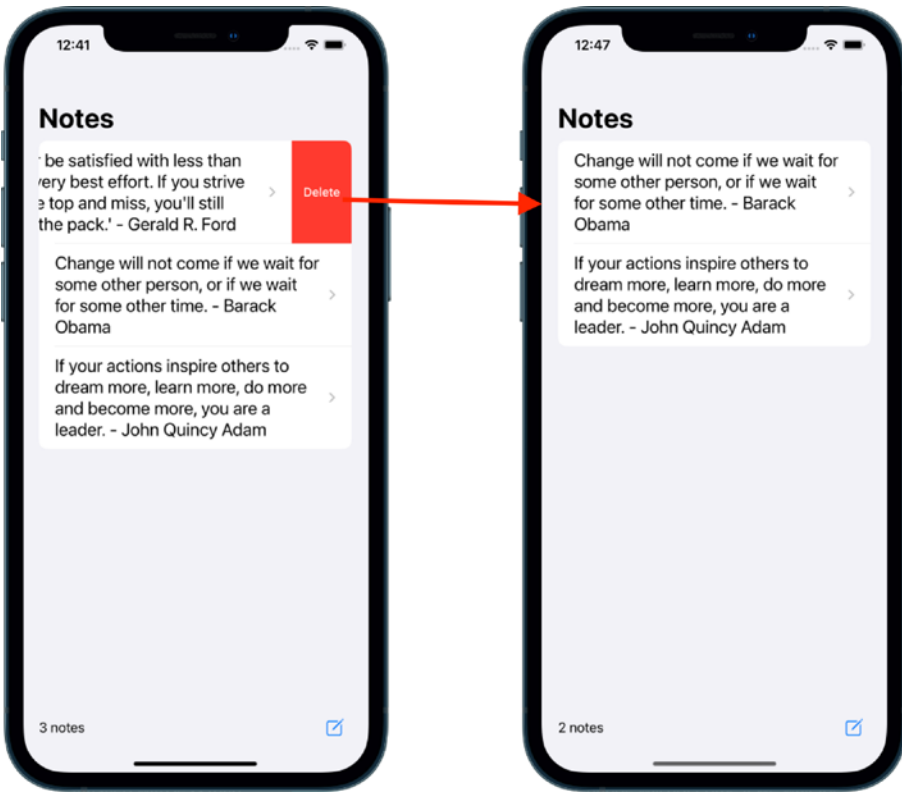 12:41
Notes
be satisfied with less than
very best effort. If you strive
top and miss, you'll still
the pack.' - Gerald R. Ford
Delete
Change will not come if we wait for
some other person, or if we wait
for some other time. - Barack
Obama
If your actions inspire others to
dream more, learn more, do more
and become more, you are a
leader. - John Quincy Adam
3 notes
12:47
Notes
Change will not come if we wait for
some other person, or if we wait
for some other time. - Barack
Obama
If your actions inspire others to
dream more, learn more, do more
and become more, you are a
leader. - John Quincy Adam
2 notes